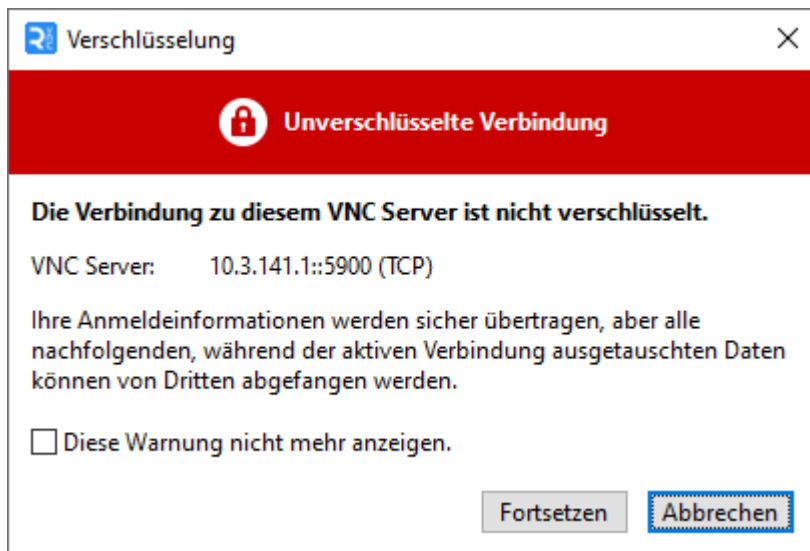 Verschlüsselung
Unverschlüsselte Verbindung
Die Verbindung zu diesem VNC Server ist nicht verschlüsselt.
VNC Server: 10.3.141.1::5900 (TCP)
Ihre Anmeldeinformationen werden sicher übertragen, aber alle
nachfolgenden, während der aktiven Verbindung ausgetauschten Daten
können von Dritten abgefangen werden.
Diese Warnung nicht mehr anzeigen.
Fortsetzen Abbrechen